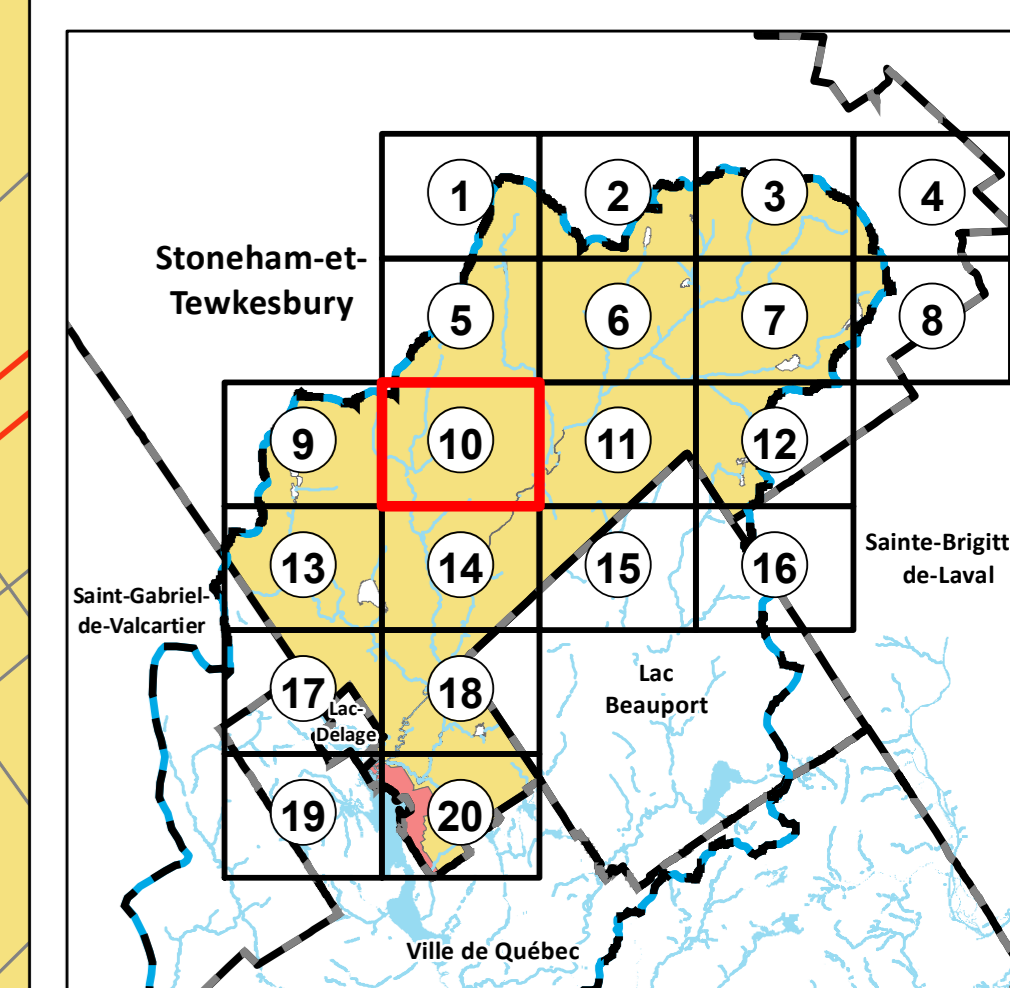 1
2
3
4
Stoneham-et-
Tewkesbury
5
6
7
8
9
10
11
12
13
14
15
16
Sainte-Brigitt
de-Laval
Saint-Gabriel-
de-Valcartier
17
18
Lac-
Delage
Lac
Beauport
19
20
Ville de Québec